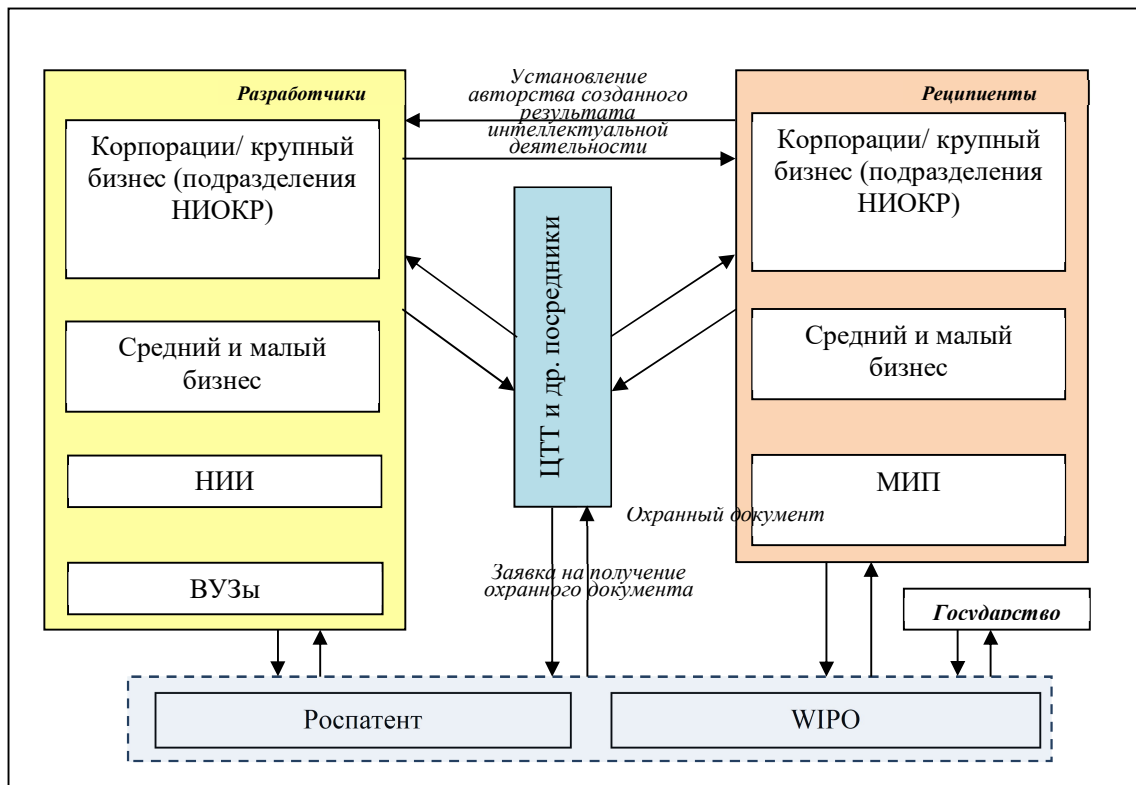 Разработчики
Корпорации/ крупный
бизнес (подразделения
НИОКР)
Средний и малый
бизнес
НИИ
ВУЗы
Установление
авторства созданного
результата
интеллектуальной
деятельности
ЦТТ и др. посредники
Охранный документ
Заявка на получение
охранного документа
Реципиенты
Корпорации/ крупный
бизнес (подразделения
НИОКР)
Средний и малый
бизнес
МИП
Государство
Роспатент
WIPO